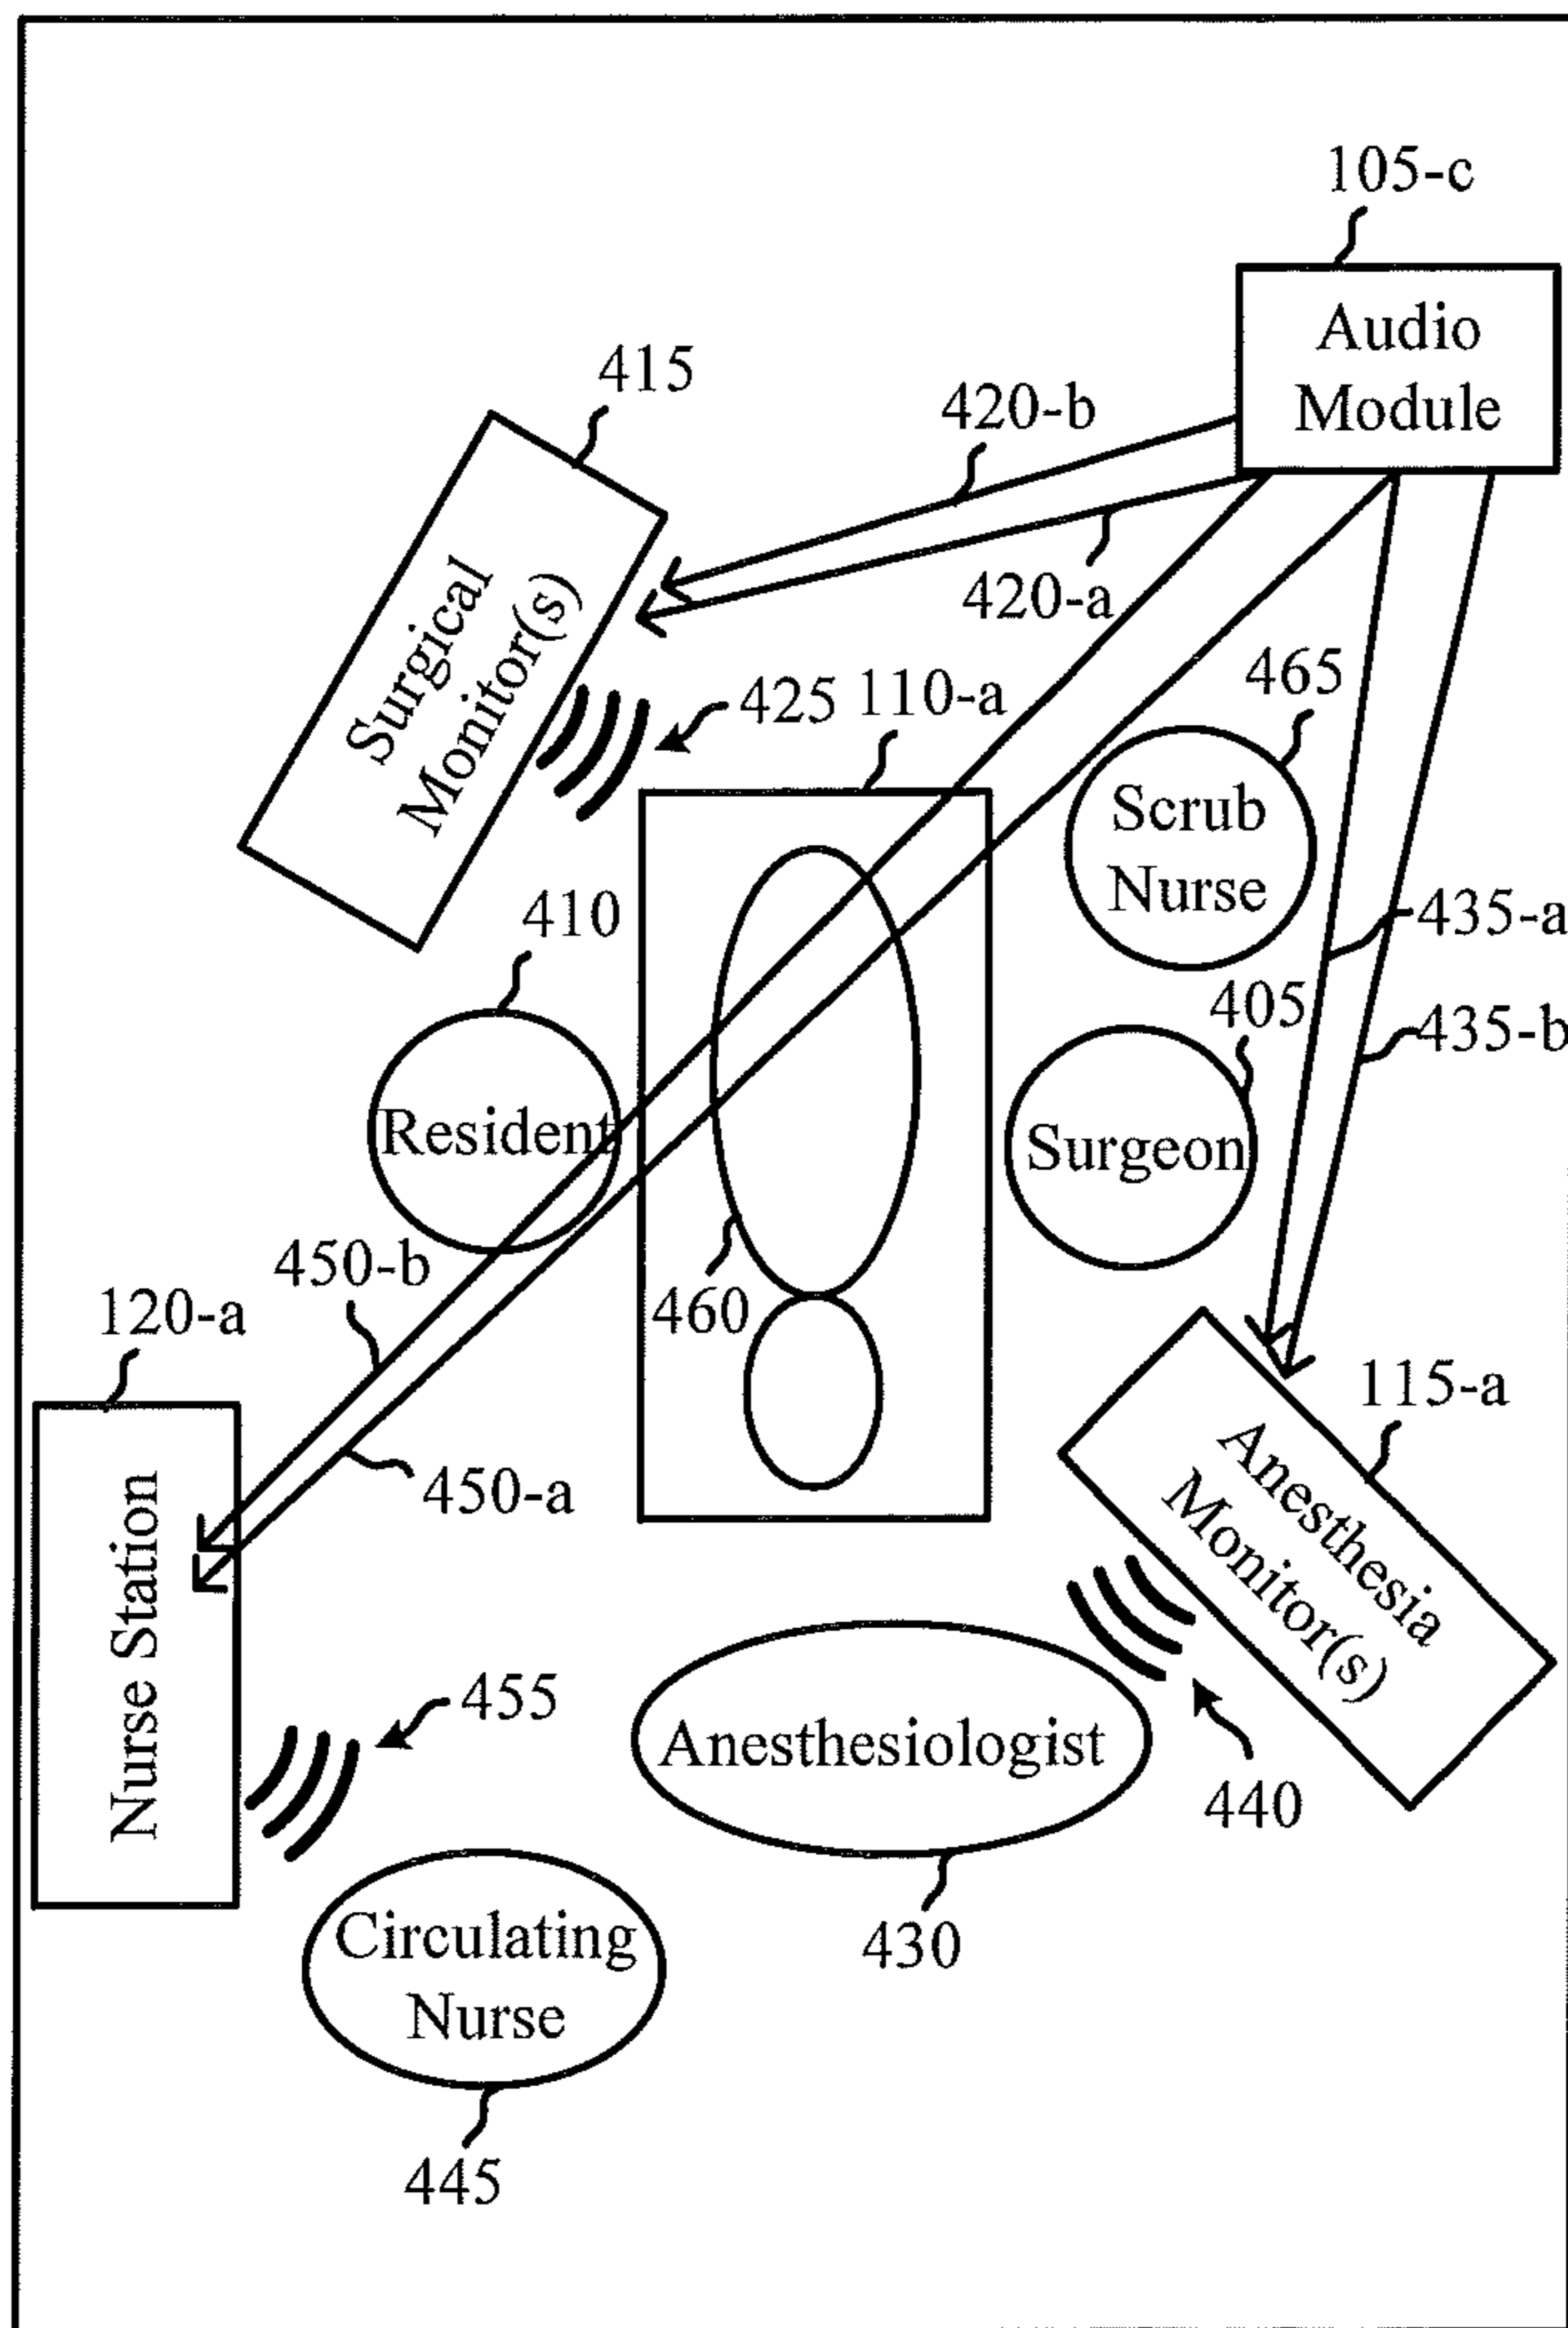 105-c
Audio
Module
415
420-b
420-a
Surgical
Monitor(s)
425
110-a
465
Scrub
Nurse
410
435-a
405
435-b
Resident
Surgeon
450-b
460
120-a
115-a
450-a
Anesthesia
Monitor(s)
Nurse Station
455
Anesthesiologist
440
430
Circulating
Nurse
445